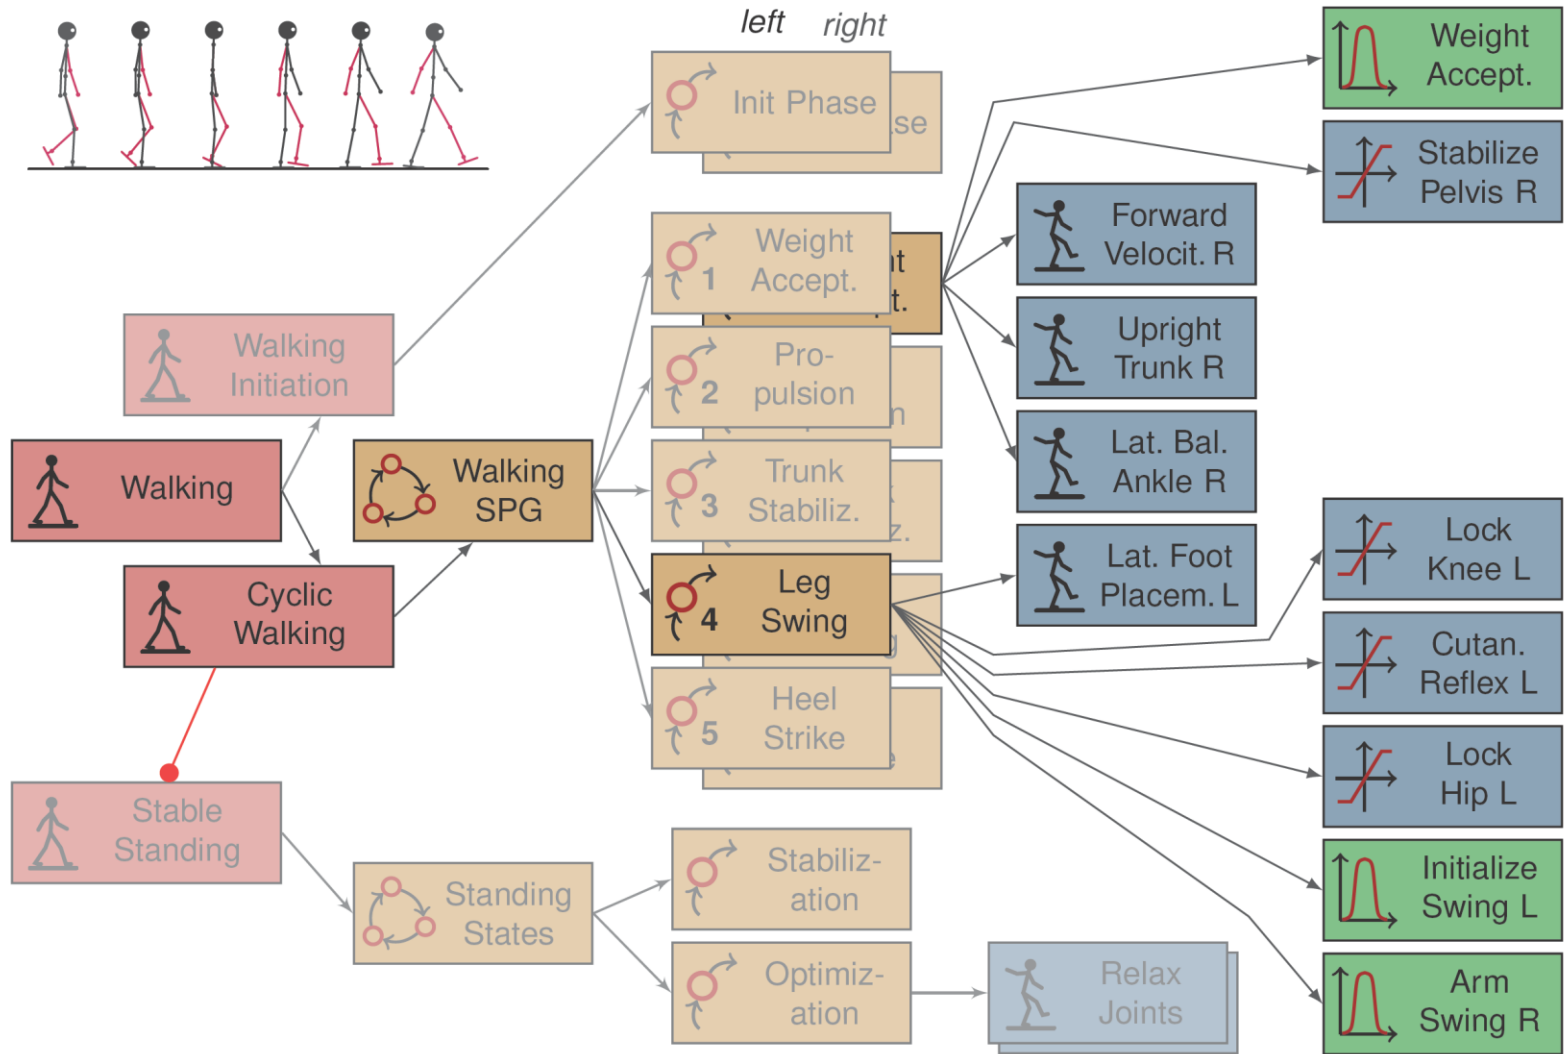 left right
Init Phase
se
Weight
Accept.
Stabilize
Pelvis R
Forward
Velocit. R
Upright
Trunk R
Lat. Bal.
Ankle R
Lat. Foot
Placem. L
Weight
Accept.
1
t.
Pro-
pulsion
2
n
Trunk
Stabiliz.
3
z.
Leg
Swing
4
g
Heel
Strike
5
e
Walking
Initiation
Walking
Cyclic
Walking
Walking
SPG
Stable
Standing
Standing
States
Stabiliz-
ation
Optimiz-
ation
Relax
Joints
Lock
Knee L
Cutan.
Reflex L
Lock
Hip L
Initialize
Swing L
Arm
Swing R